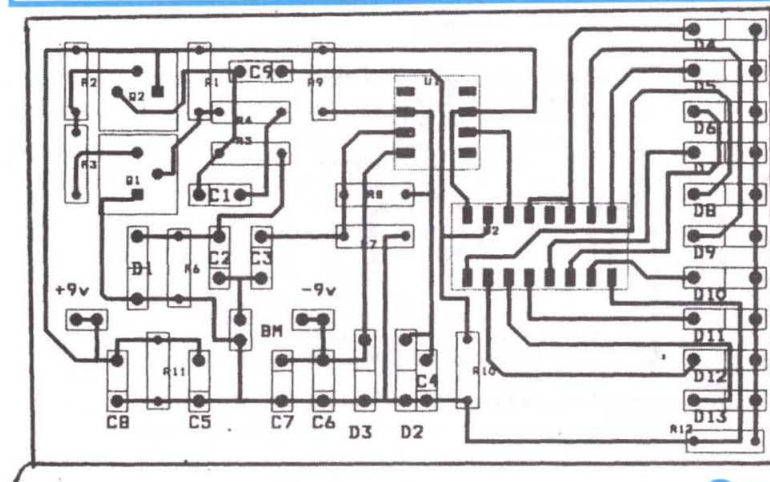 D4
R2 Q2 R1 C9 R9 U1
D5
R4
D6
R3 R5
D7
Q1 C1 R8
D8
U2
D1 R6 C2 C3 R7
D9
+9v -9v
D10
BM
D11
R11 C4 R10
D12
C8 C5 C7 C6 D3 D2
D13
R12